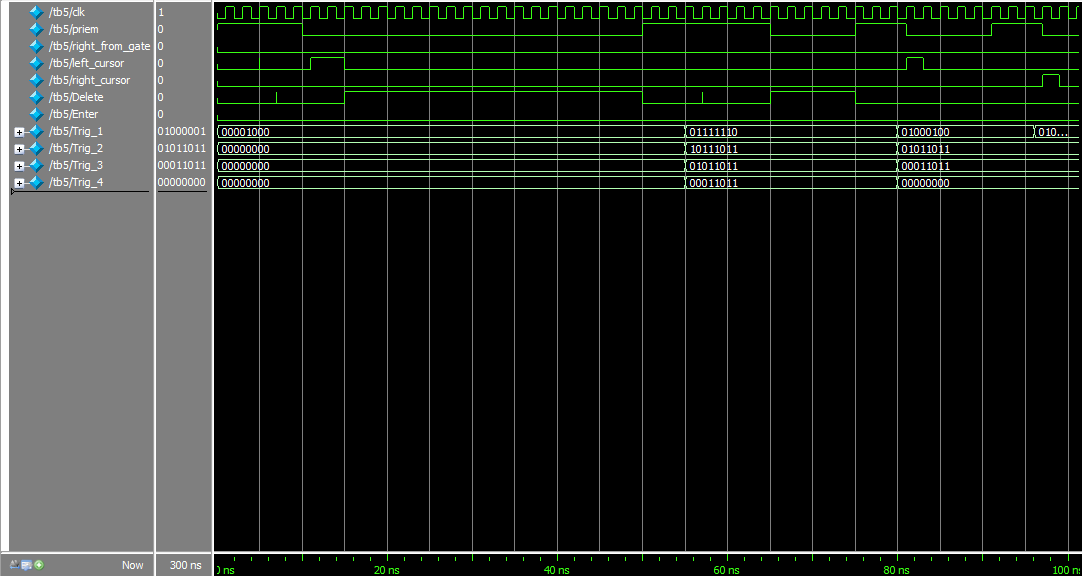 /tb5/clk 1
/tb5/priem 0
/tb5/right_from_gate 0
/tb5/left_cursor 0
/tb5/right_cursor 0
/tb5/Delete 0
/tb5/Enter 0
/tb5/Trig_1 01000001 00001000 01111110 01000100 010...
/tb5/Trig_2 01011011 00000000 10111011 01011011
/tb5/Trig_3 00011011 00000000 01011011 00011011
/tb5/Trig_4 00000000 00000000 00011011 00000000
Now 300 ns 0 ns 20 ns 40 ns 60 ns 80 ns 100 n